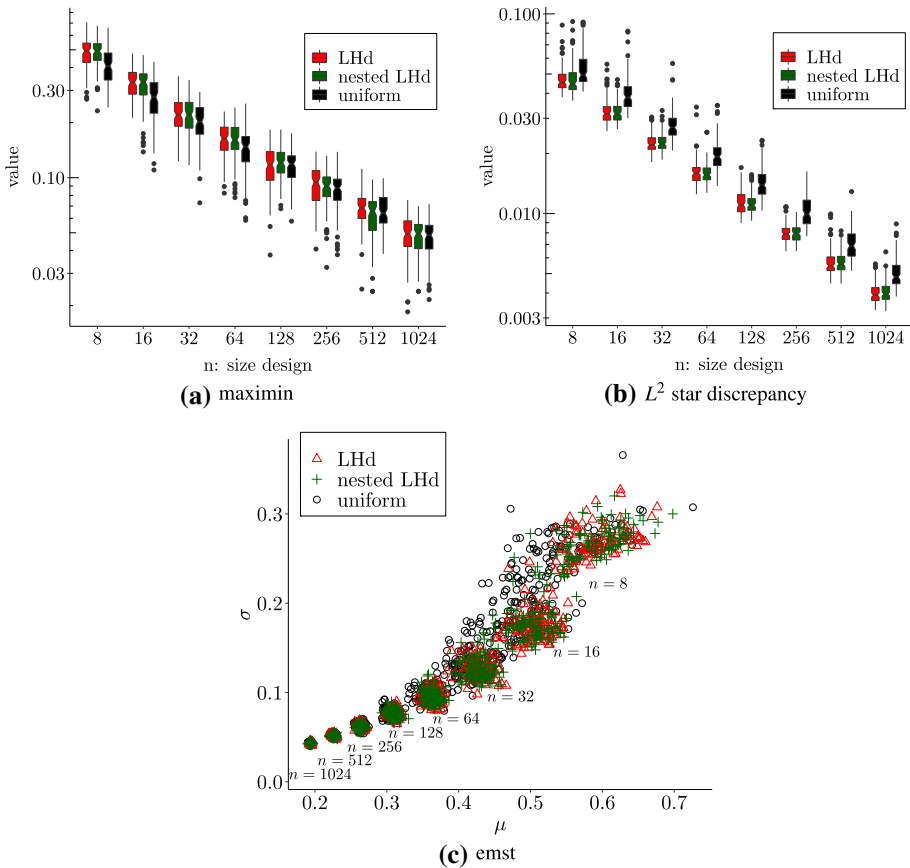 LHd
nested LHd
uniform
value
0.30
0.10
0.03
8 16 32 64 128 256 512 1024
n: size design
(a) maximin
LHd
nested LHd
uniform
value
0.100
0.030
0.010
0.003
8 16 32 64 128 256 512 1024
n: size design
(b) L² star discrepancy
LHd
nested LHd
uniform
σ
0.3
0.2
0.1
0.0
n = 8
n = 16
n = 32
n = 64
n = 128
n = 256
n = 512
n = 1024
0.2 0.3 0.4 0.5 0.6 0.7
μ
(c) emst